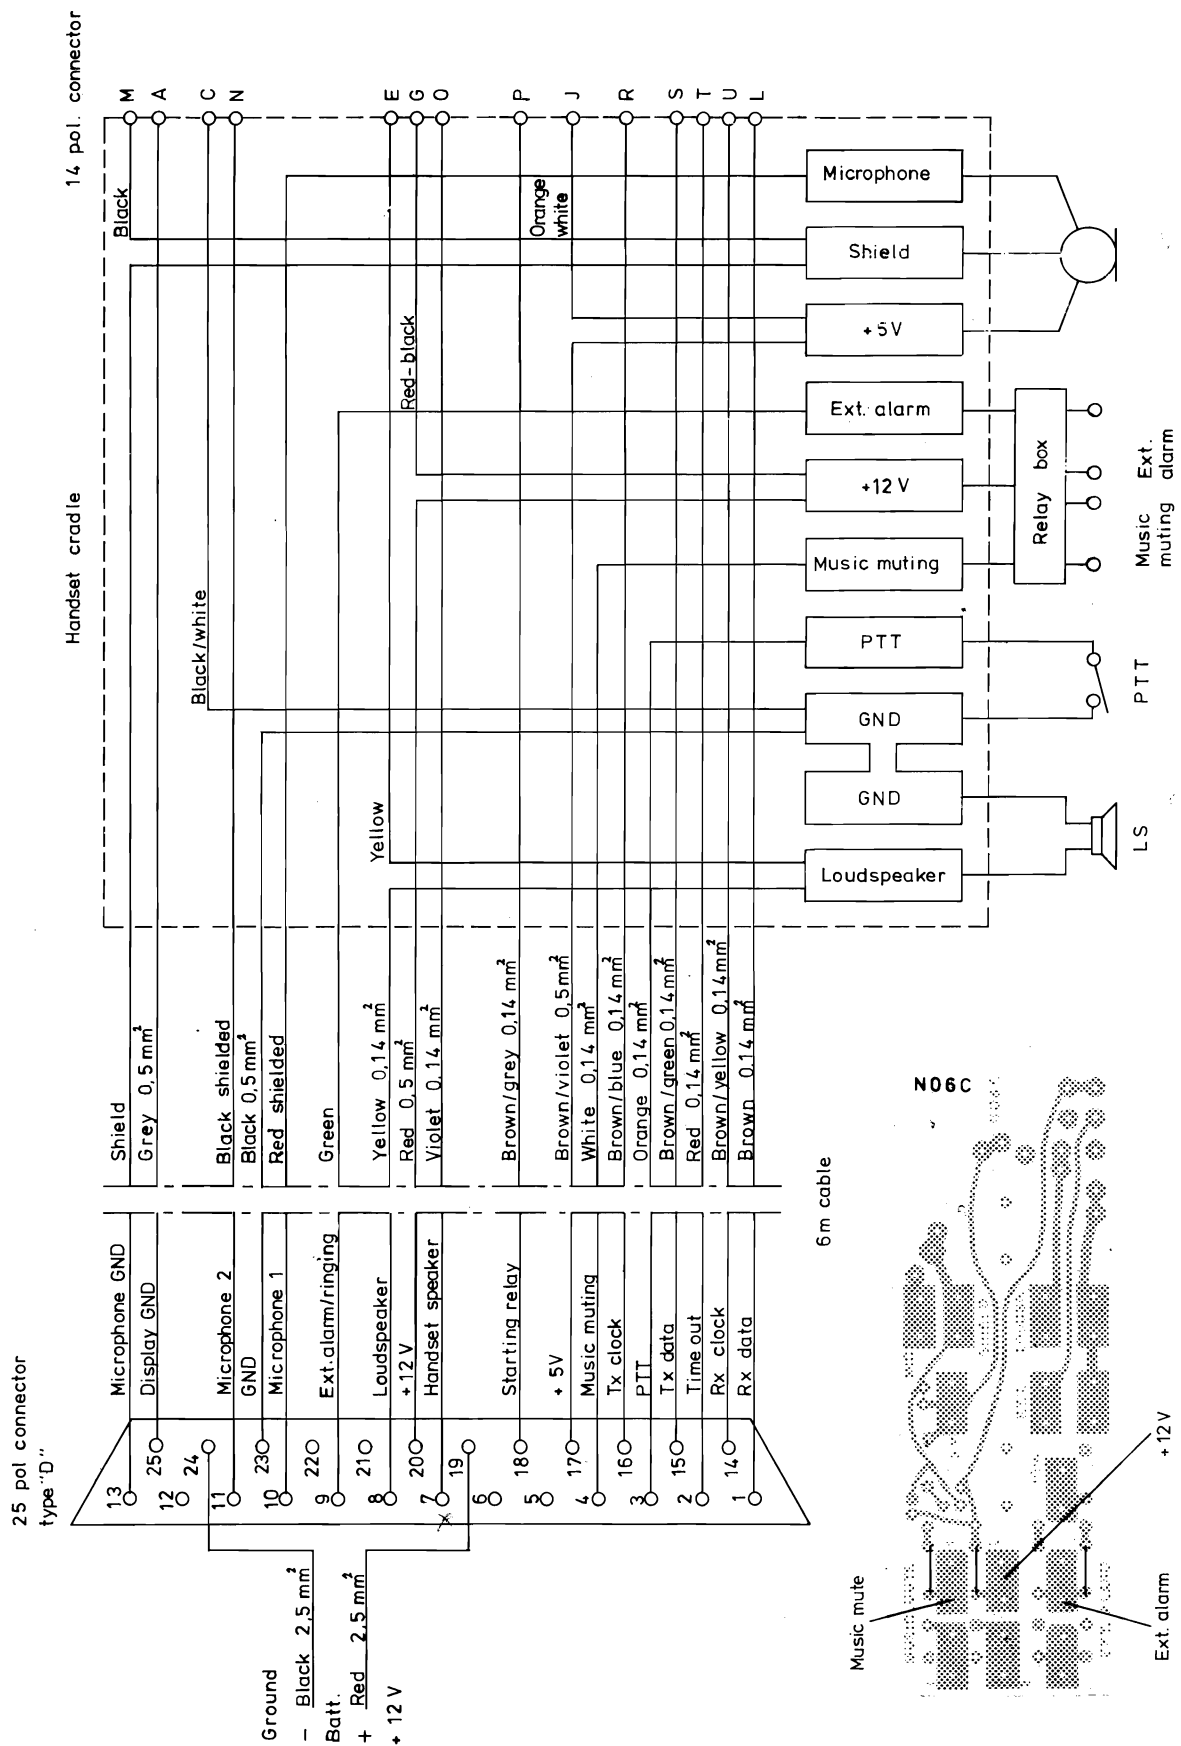 25 pol connector
type "D"
Handset cradle
14 pol. connector
13
25
12
24
11
23
10
22
9
21
8
20
7
19
6
18
5
17
4
16
3
15
2
14
1
Microphone GND
Display GND
Microphone 2
GND
Microphone 1
Ext.alarm/ringing
Loudspeaker
+12 V
Handset speaker
Starting relay
+ 5V
Music muting
Tx clock
PTT
Tx data
Time out
Rx clock
Rx data
6m cable
Shield
Grey 0,5 mm²
Black shielded
Black 0,5 mm²
Red shielded
Green
Yellow 0,14 mm²
Red 0,5 mm²
Violet 0,14 mm²
Brown/grey 0,14 mm²
Brown/violet 0,5mm²
White 0,14 mm²
Brown/blue 0,14 mm²
Orange 0,14 mm²
Brown/green 0,14 mm²
Red 0,14 mm²
Brown/yellow 0,14 mm²
Brown 0,14 mm²
Black
Black/white
Yellow
Red-black
Orange
white
M
A
C
N
E
G
O
P
J
R
S
T
U
L
Microphone
Shield
+5V
Ext. alarm
+12 V
Music muting
PTT
GND
GND
Loudspeaker
Relay box
Ext.
alarm
Music
muting
PTT
LS
Ground
- Black 2,5 mm²
Batt.
+ Red 2,5 mm²
+ 12 V
N06C
Music mute
+12V
Ext. alarm